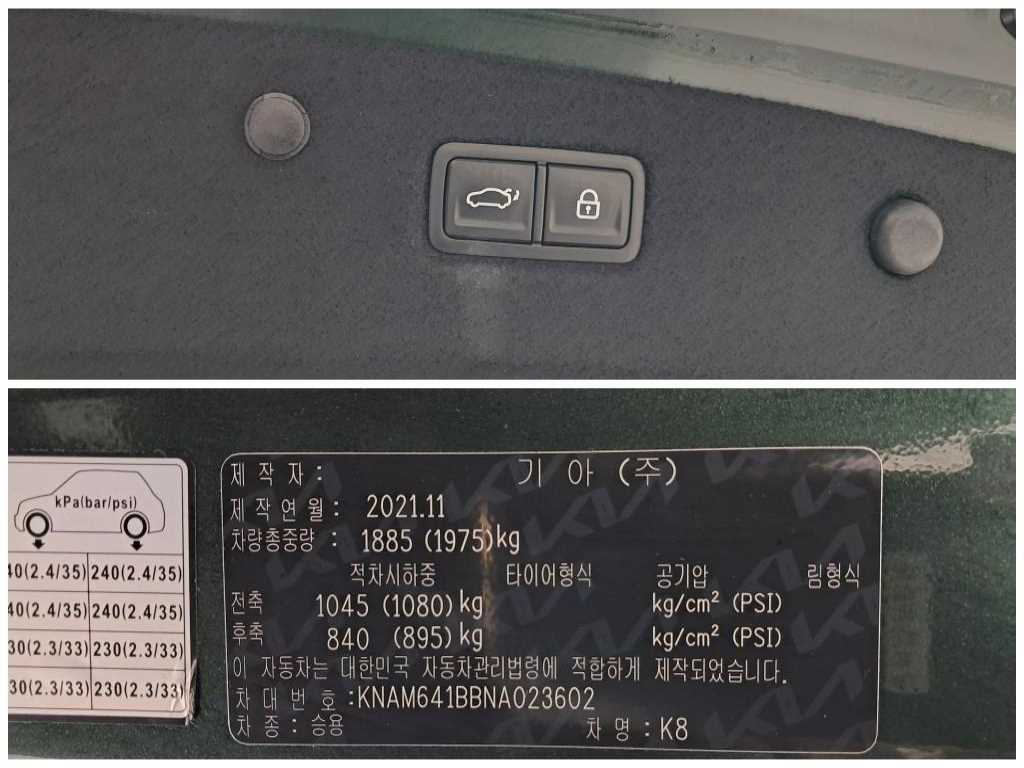 kPa(bar/psi)
40(2.4/35) 240(2.4/35)
40(2.4/35) 240(2.4/35)
30(2.3/33) 230(2.3/33)
30(2.3/33) 230(2.3/33)
제 작 자 : 기 아 (주)
제 작 연 월 : 2021.11
차량총중량 : 1885 (1975)kg
적차시하중 타이어형식 공기압 림형식
전축 1045 (1080)kg kg/cm² (PSI)
후축 840 (895)kg kg/cm² (PSI)
이 자동차는 대한민국 자동차관리법령에 적합하게 제작되었습니다.
차 대 번 호 :KNAM641BBNA023602
차 종 : 승용 차 명 : K8